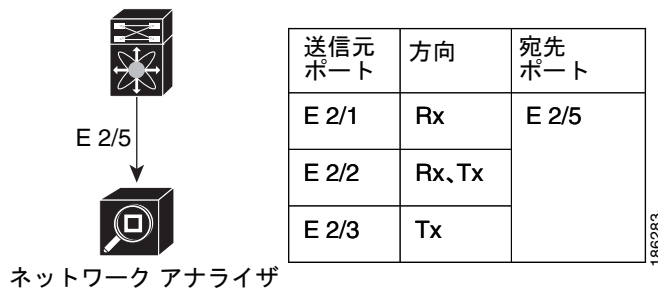 E 2/5
ネットワーク アナライザ
送信元
ポート
方向
宛先
ポート
E 2/1
Rx
E 2/5
E 2/2
Rx、Tx
E 2/3
Tx
186283